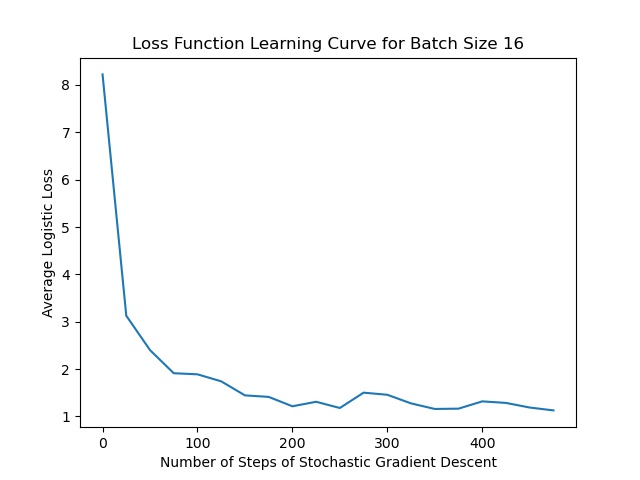 Loss Function Learning Curve for Batch Size 16
8
7
6
5
4
3
2
1
Average Logistic Loss
0 100 200 300 400
Number of Steps of Stochastic Gradient Descent